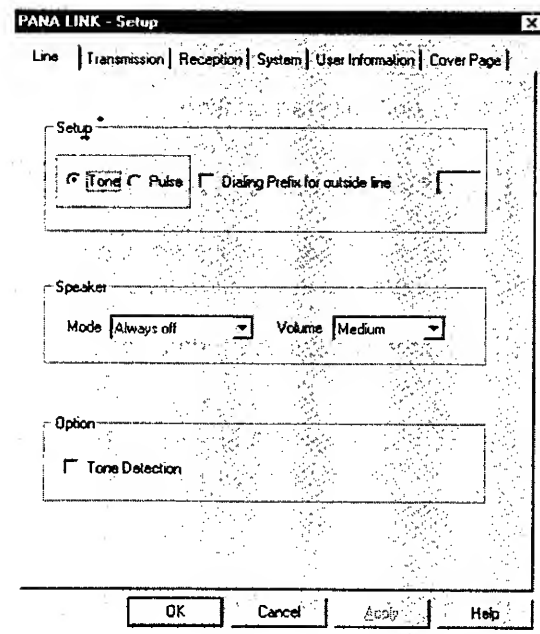 PANA LINK - Setup
Line Transmission Reception System User Information Cover Page
Setup
Tone Pulse Dialing Prefix for outside line
Speaker
Mode Always off Volume Medium
Option
Tone Detection
OK Cancel Apply Help